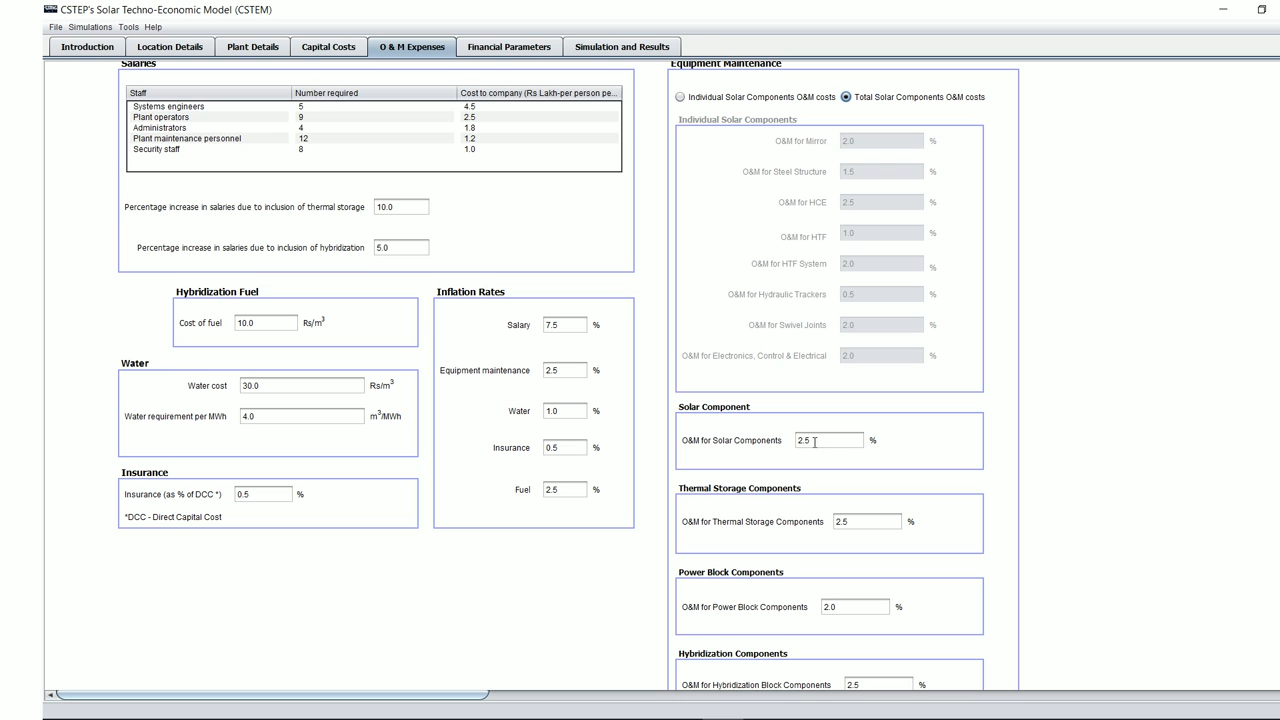 CSTEP's Solar Techno-Economic Model (CSTEM)
File Simulations Tools Help
Introduction Location Details Plant Details Capital Costs O & M Expenses Financial Parameters Simulation and Results
Salaries
Staff Number required Cost to company (Rs Lakh-per person pe...
Systems engineers 5 4.5
Plant operators 9 2.5
Administrators 4 1.8
Plant maintenance personnel 12 1.2
Security staff 8 1.0
Percentage increase in salaries due to inclusion of thermal storage 10.0
Percentage increase in salaries due to inclusion of hybridization 5.0
Hybridization Fuel
Cost of fuel 10.0 Rs/m³
Water
Water cost 30.0 Rs/m³
Water requirement per MWh 4.0 m³/MWh
Insurance
Insurance (as % of DCC *) 0.5 %
*DCC - Direct Capital Cost
Inflation Rates
Salary 7.5 %
Equipment maintenance 2.5 %
Water 1.0 %
Insurance 0.5 %
Fuel 2.5 %
Equipment Maintenance
Individual Solar Components O&M costs Total Solar Components O&M costs
Individual Solar Components
O&M for Mirror 2.0 %
O&M for Steel Structure 1.5 %
O&M for HCE 2.5 %
O&M for HTF 1.0 %
O&M for HTF System 2.0 %
O&M for Hydraulic Trackers 0.5 %
O&M for Swivel Joints 2.0 %
O&M for Electronics, Control & Electrical 2.0 %
Solar Component
O&M for Solar Components 2.5 %
Thermal Storage Components
O&M for Thermal Storage Components 2.5 %
Power Block Components
O&M for Power Block Components 2.0 %
Hybridization Components
O&M for Hybridization Block Components 2.5 %